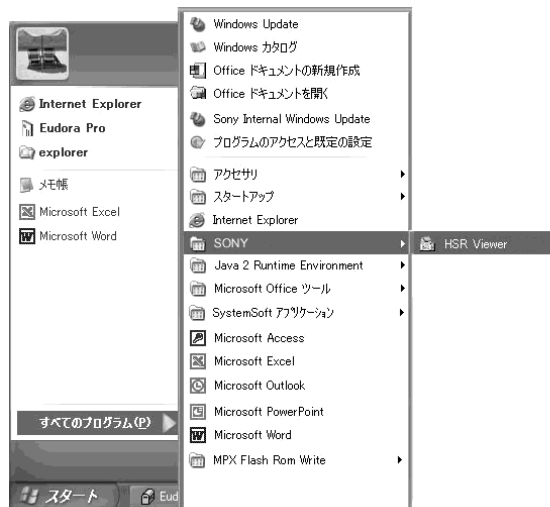 Internet Explorer
Eudora Pro
explorer
メモ帳
Microsoft Excel
Microsoft Word
すべてのプログラム(P)
スタート
Eud
Windows Update
Windows カタログ
Office ドキュメントの新規作成
Office ドキュメントを開く
Sony Internal Windows Update
プログラムのアクセスと既定の設定
アクセサリ
スタートアップ
Internet Explorer
SONY
Java 2 Runtime Environment
Microsoft Office ツール
SystemSoft アプリケーション
Microsoft Access
Microsoft Excel
Microsoft Outlook
Microsoft PowerPoint
Microsoft Word
MPX Flash Rom Write
HSR Viewer